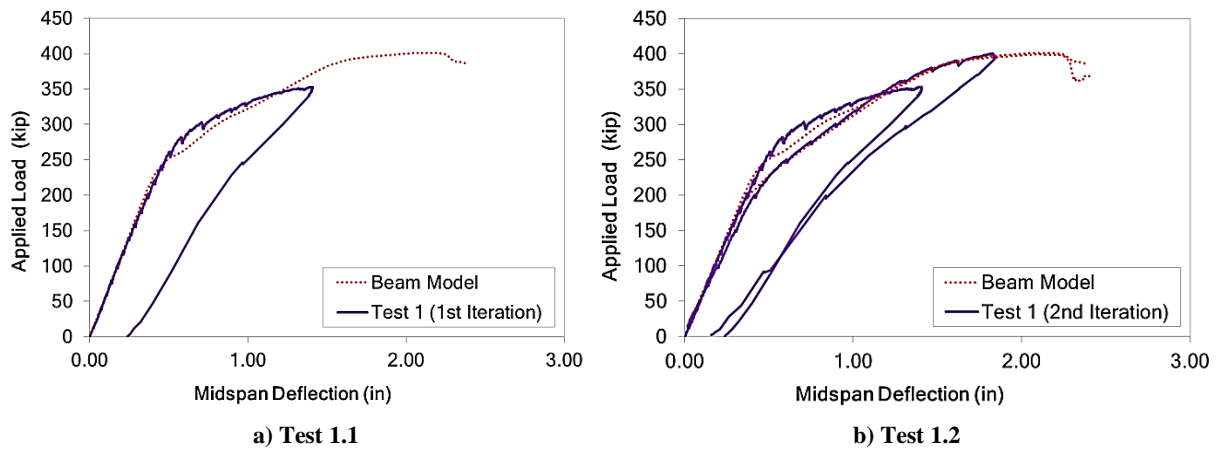 450
400
350
300
250
200
150
100
50
0
Applied Load (kip)
0.00 1.00 2.00 3.00
Midspan Deflection (in)
Beam Model
Test 1 (1st Iteration)
a) Test 1.1
450
400
350
300
250
200
150
100
50
0
Applied Load (kip)
0.00 1.00 2.00 3.00
Midspan Deflection (in)
Beam Model
Test 1 (2nd Iteration)
b) Test 1.2